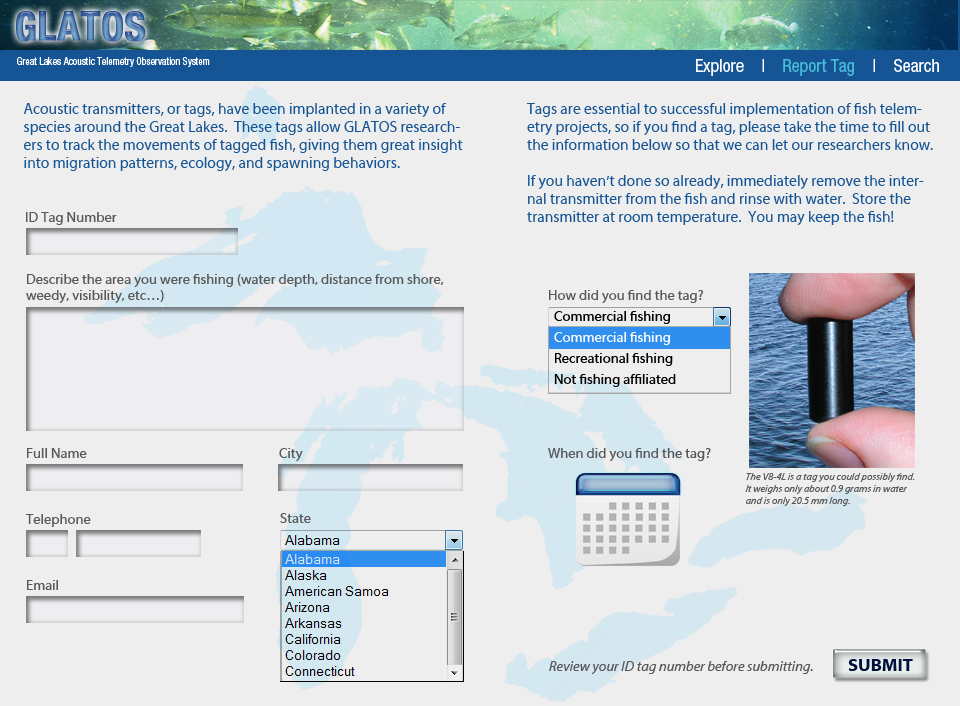 GLATOS
Great Lakes Acoustic Telemetry Observation System
Explore | Report Tag | Search
Acoustic transmitters, or tags, have been implanted in a variety of
species around the Great Lakes. These tags allow GLATOS research-
ers to track the movements of tagged fish, giving them great insight
into migration patterns, ecology, and spawning behaviors.
Tags are essential to successful implementation of fish telem-
etry projects, so if you find a tag, please take the time to fill out
the information below so that we can let our researchers know.
If you haven't done so already, immediately remove the inter-
nal transmitter from the fish and rinse with water. Store the
transmitter at room temperature. You may keep the fish!
ID Tag Number
Describe the area you were fishing (water depth, distance from shore,
weedy, visibility, etc...)
Full Name
City
Telephone
State
Alabama
Alabama
Alaska
American Samoa
Arizona
Arkansas
California
Colorado
Connecticut
Email
How did you find the tag?
Commercial fishing
Commercial fishing
Recreational fishing
Not fishing affiliated
When did you find the tag?
The V8-4L is a tag you could possibly find.
It weighs only about 0.9 grams in water
and is only 20.5 mm long.
Review your ID tag number before submitting.
SUBMIT